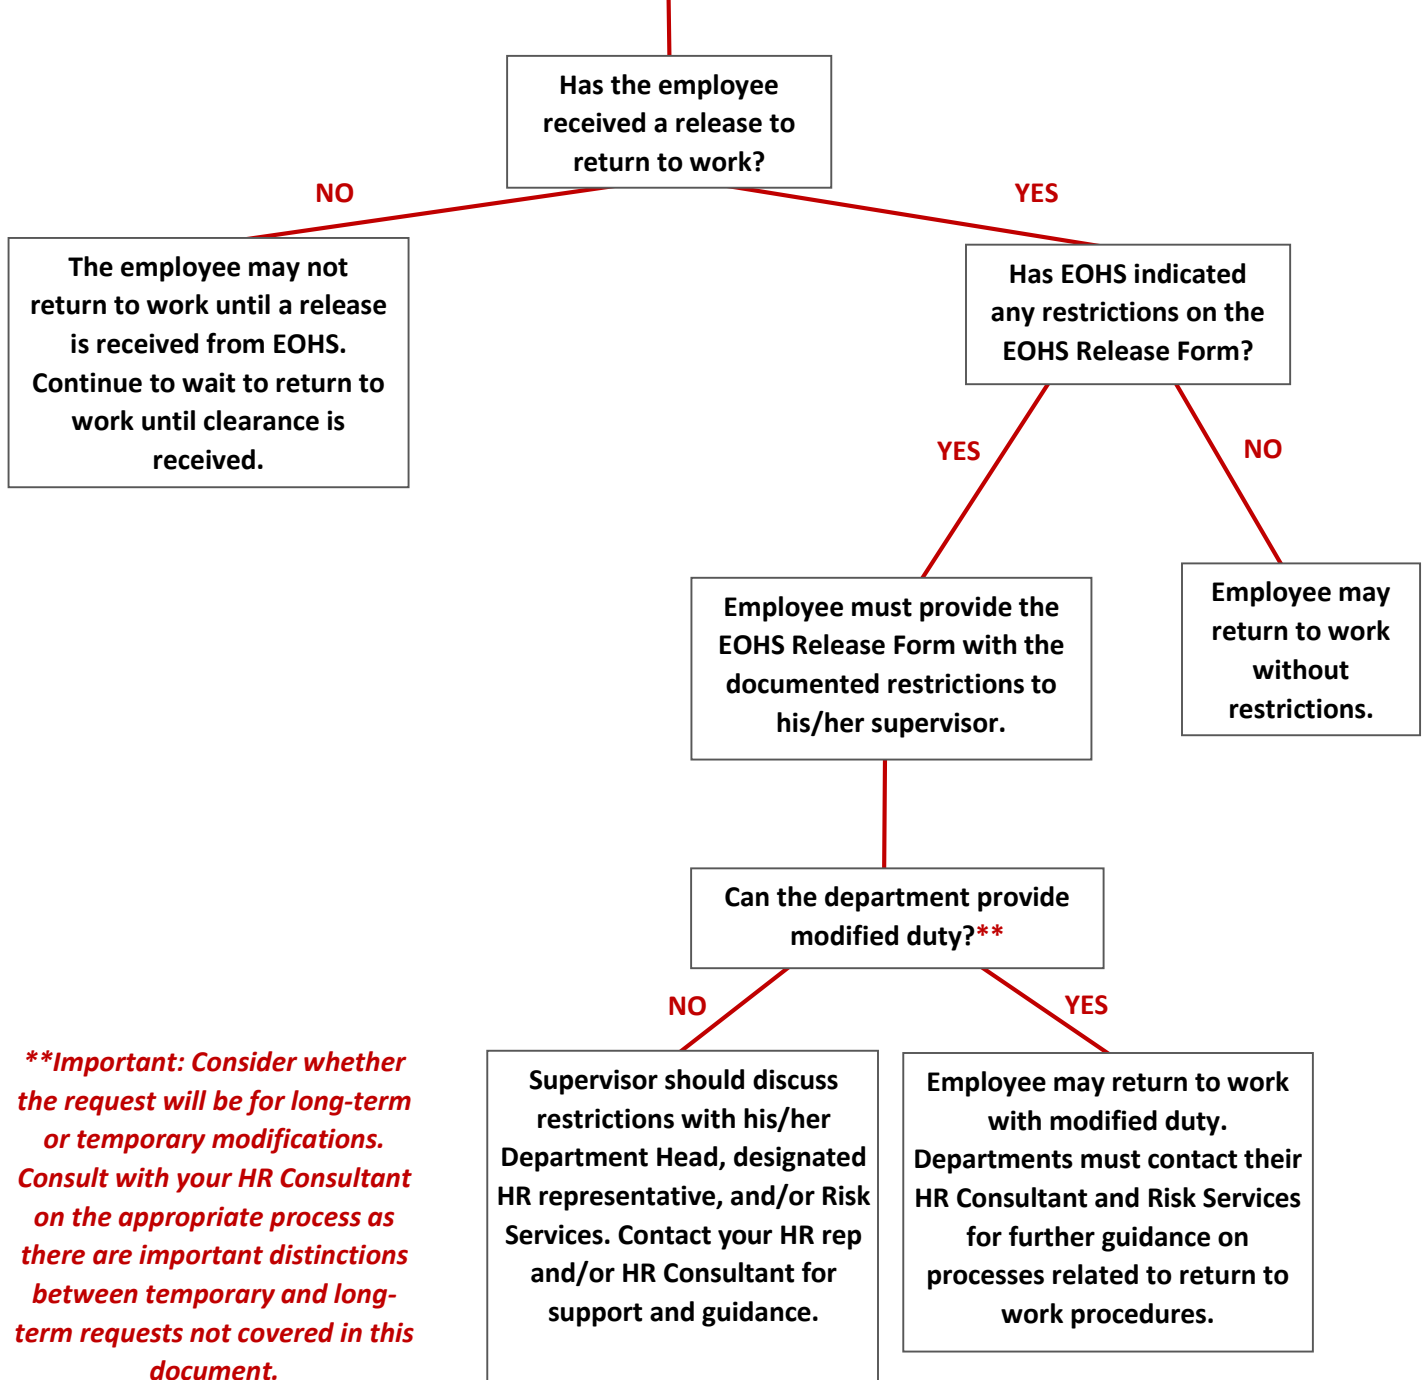 Has the employee
received a release to
return to work?
NO
YES
The employee may not
return to work until a release
is received from EOHS.
Continue to wait to return to
work until clearance is
received.
Has EOHS indicated
any restrictions on the
EOHS Release Form?
YES
NO
Employee must provide the
EOHS Release Form with the
documented restrictions to
his/her supervisor.
Employee may
return to work
without
restrictions.
Can the department provide
modified duty?**
NO
YES
**Important: Consider whether
the request will be for long-term
or temporary modifications.
Consult with your HR Consultant
on the appropriate process as
there are important distinctions
between temporary and long-
term requests not covered in this
document.
Supervisor should discuss
restrictions with his/her
Department Head, designated
HR representative, and/or Risk
Services. Contact your HR rep
and/or HR Consultant for
support and guidance.
Employee may return to work
with modified duty.
Departments must contact their
HR Consultant and Risk Services
for further guidance on
processes related to return to
work procedures.